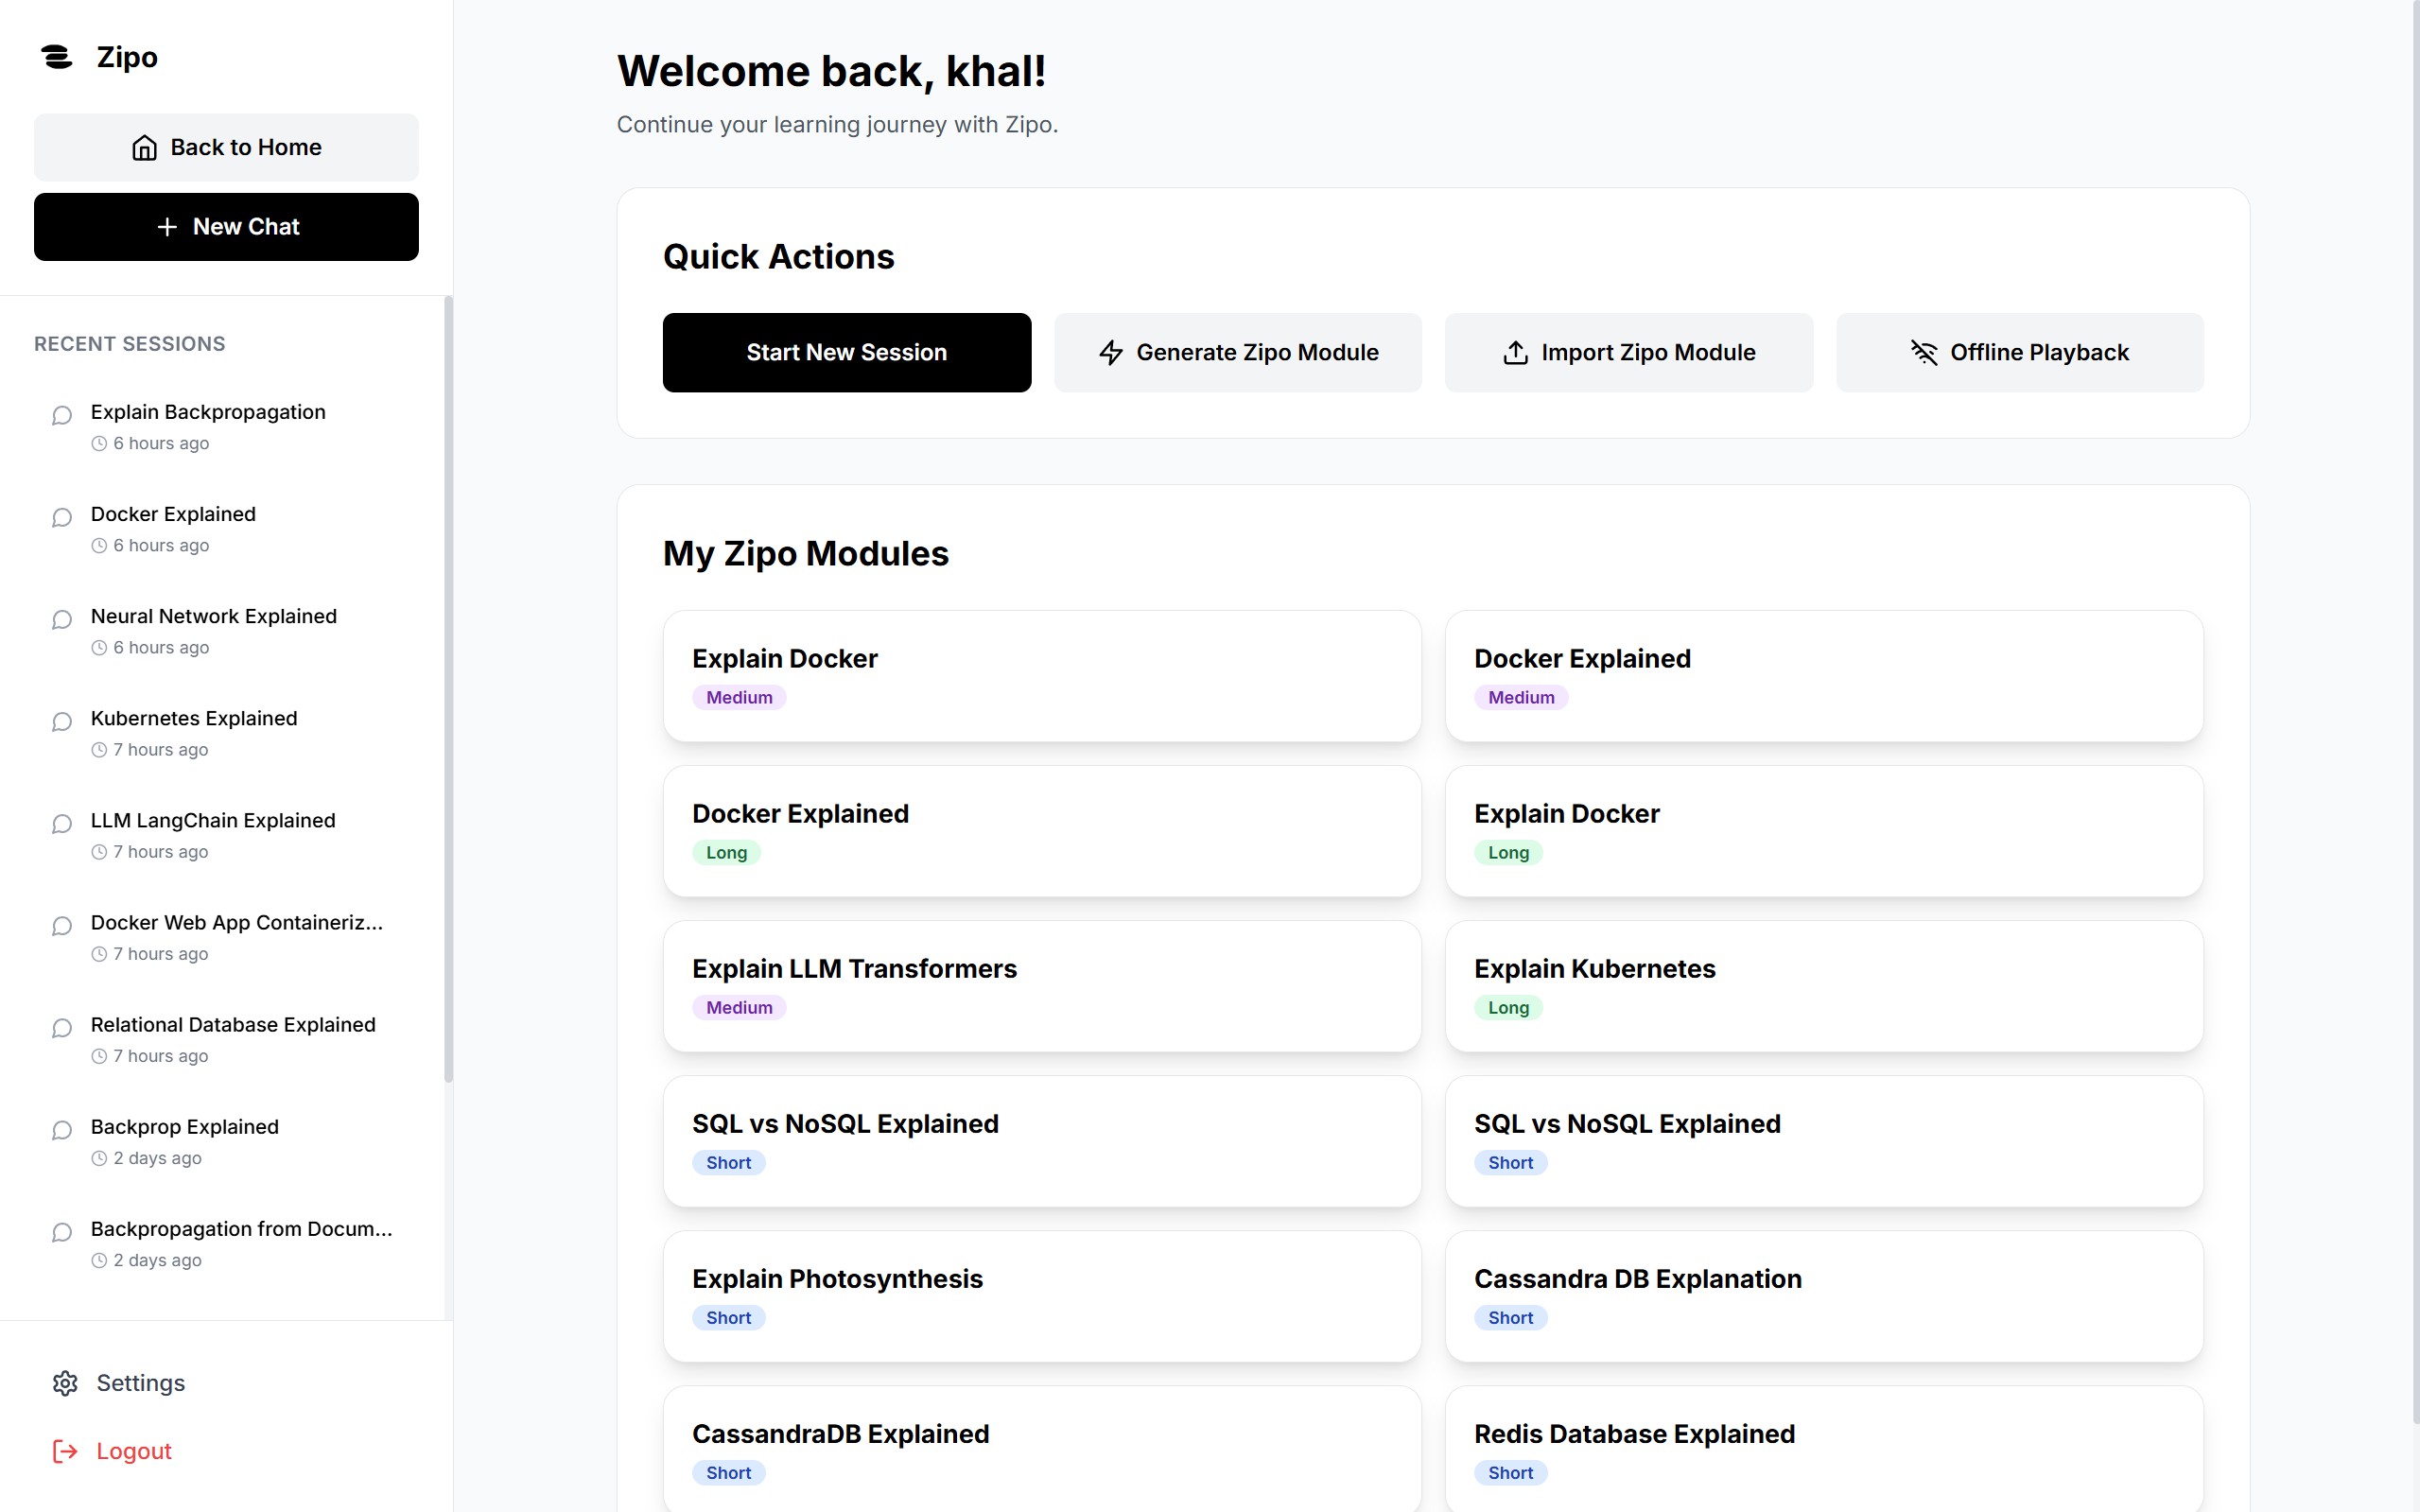 Zipo
Back to Home
New Chat
RECENT SESSIONS
Explain Backpropagation
6 hours ago
Docker Explained
6 hours ago
Neural Network Explained
6 hours ago
Kubernetes Explained
7 hours ago
LLM LangChain Explained
7 hours ago
Docker Web App Containeriz...
7 hours ago
Relational Database Explained
7 hours ago
Backprop Explained
2 days ago
Backpropagation from Docum...
2 days ago
Settings
Logout
Welcome back, khal!
Continue your learning journey with Zipo.
Quick Actions
Start New Session
Generate Zipo Module
Import Zipo Module
Offline Playback
My Zipo Modules
Explain Docker
Medium
Docker Explained
Medium
Docker Explained
Long
Explain Docker
Long
Explain LLM Transformers
Medium
Explain Kubernetes
Long
SQL vs NoSQL Explained
Short
SQL vs NoSQL Explained
Short
Explain Photosynthesis
Short
Cassandra DB Explanation
Short
CassandraDB Explained
Short
Redis Database Explained
Short